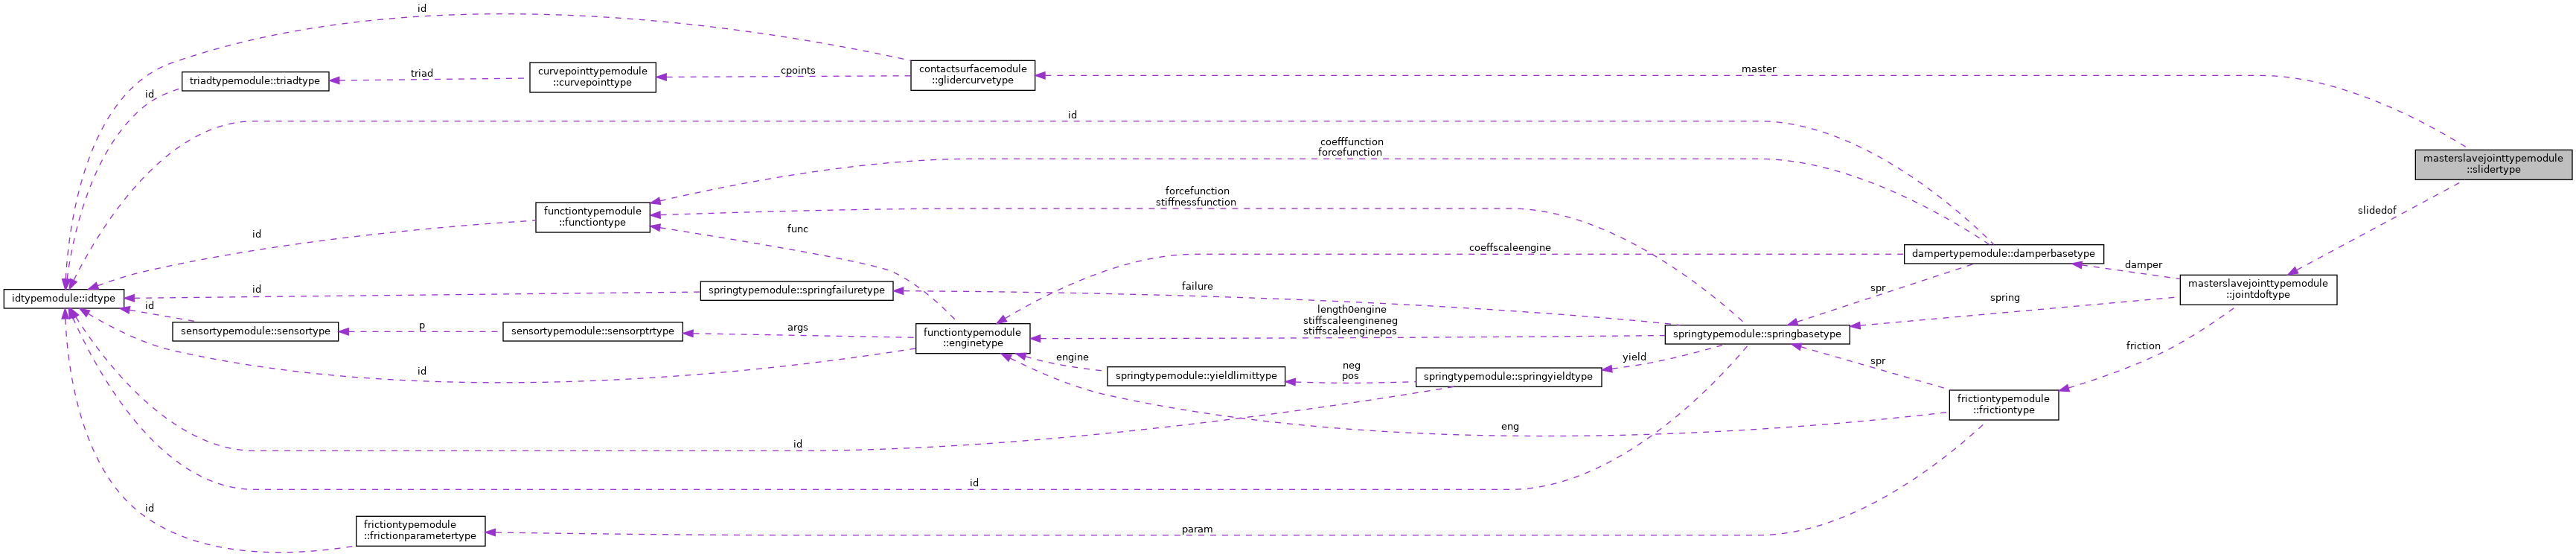 id
contactsurfacemodule
::glidercurvetype
master
cpoints
curvepointtypemodule
::curvepointtype
triad
triadtypemodule::triadtype
id
id
coefffunction
forcefunction
masterslavejointtypemodule
::slidertype
forcefunction
stiffnessfunction
slidedof
functiontypemodule
::functiontype
func
id
coeffscaleengine
dampertypemodule::damperbasetype
damper
masterslavejointtypemodule
::jointdoftype
spr
spring
failure
springtypemodule::springfailuretype
id
idtypemodule::idtype
id
sensortypemodule::sensortype
p
sensortypemodule::sensorptrtype
args
functiontypemodule
::enginetype
length0engine
stiffscaleengineneg
stiffscaleenginepos
springtypemodule::springbasetype
friction
id
engine
springtypemodule::yieldlimittype
neg
pos
springtypemodule::springyieldtype
yield
spr
frictiontypemodule
::frictiontype
eng
id
id
id
frictiontypemodule
::frictionparametertype
param